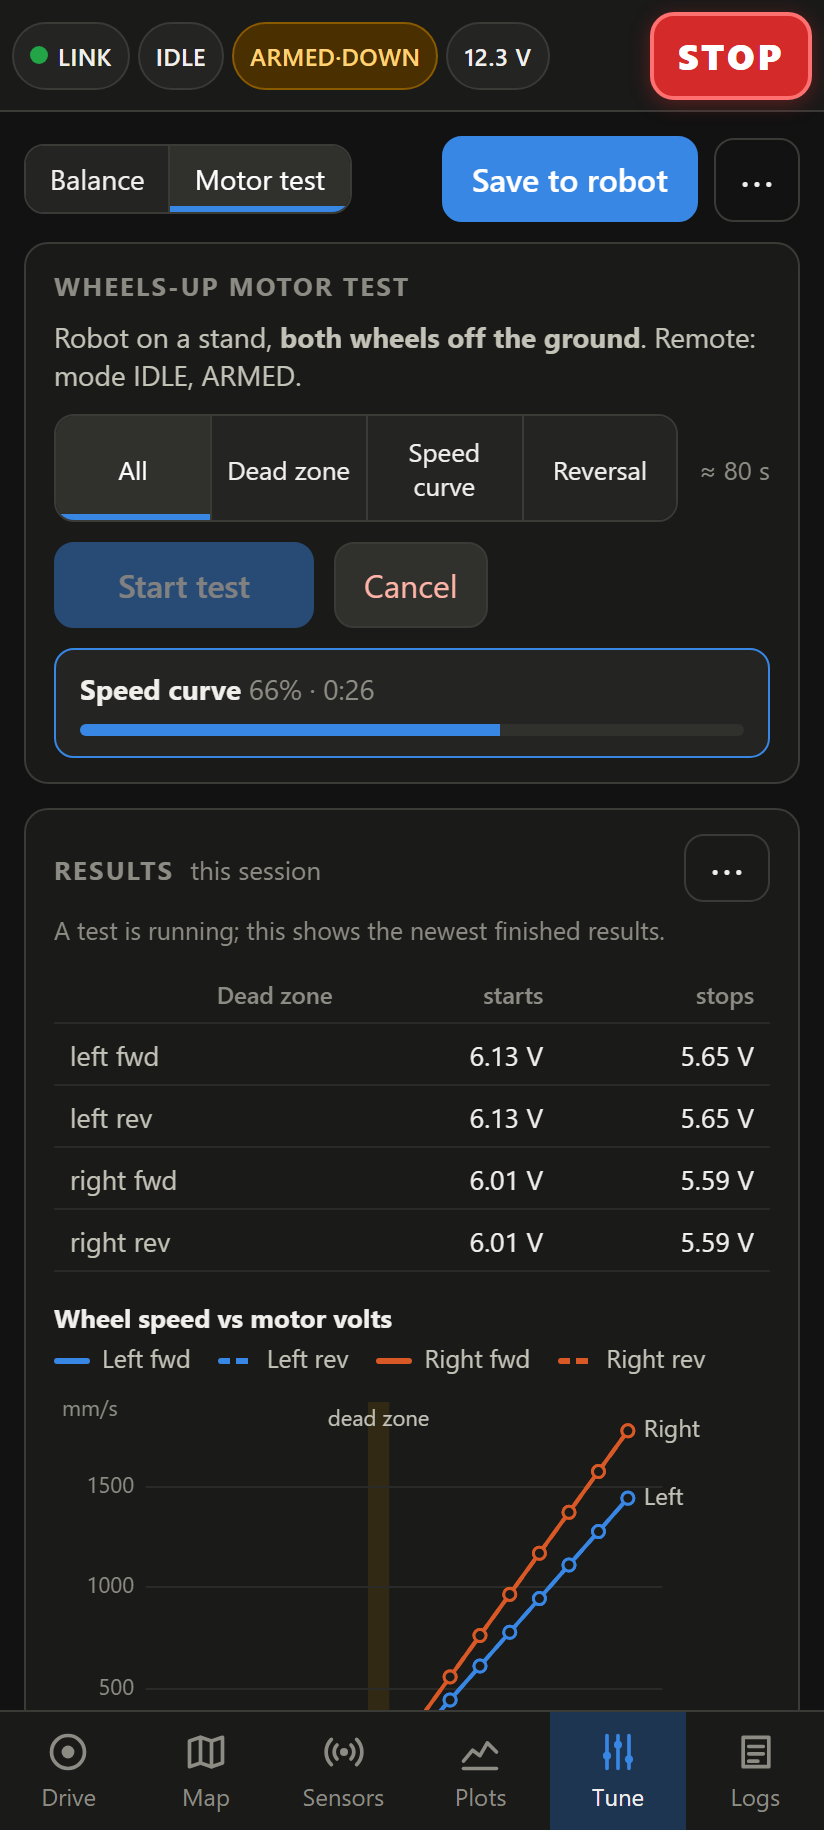 LINK IDLE ARMED·DOWN 12.3 V STOP
Balance Motor test Save to robot ...
WHEELS-UP MOTOR TEST
Robot on a stand, both wheels off the ground. Remote:
mode IDLE, ARMED.
All Dead zone Speed curve Reversal ≈ 80 s
Start test Cancel
Speed curve 66% · 0:26
RESULTS this session ...
A test is running; this shows the newest finished results.
Dead zone starts stops
left fwd 6.13 V 5.65 V
left rev 6.13 V 5.65 V
right fwd 6.01 V 5.59 V
right rev 6.01 V 5.59 V
Wheel speed vs motor volts
Left fwd Left rev Right fwd Right rev
mm/s
dead zone
Right
1500
Left
1000
500
Drive Map Sensors Plots Tune Logs